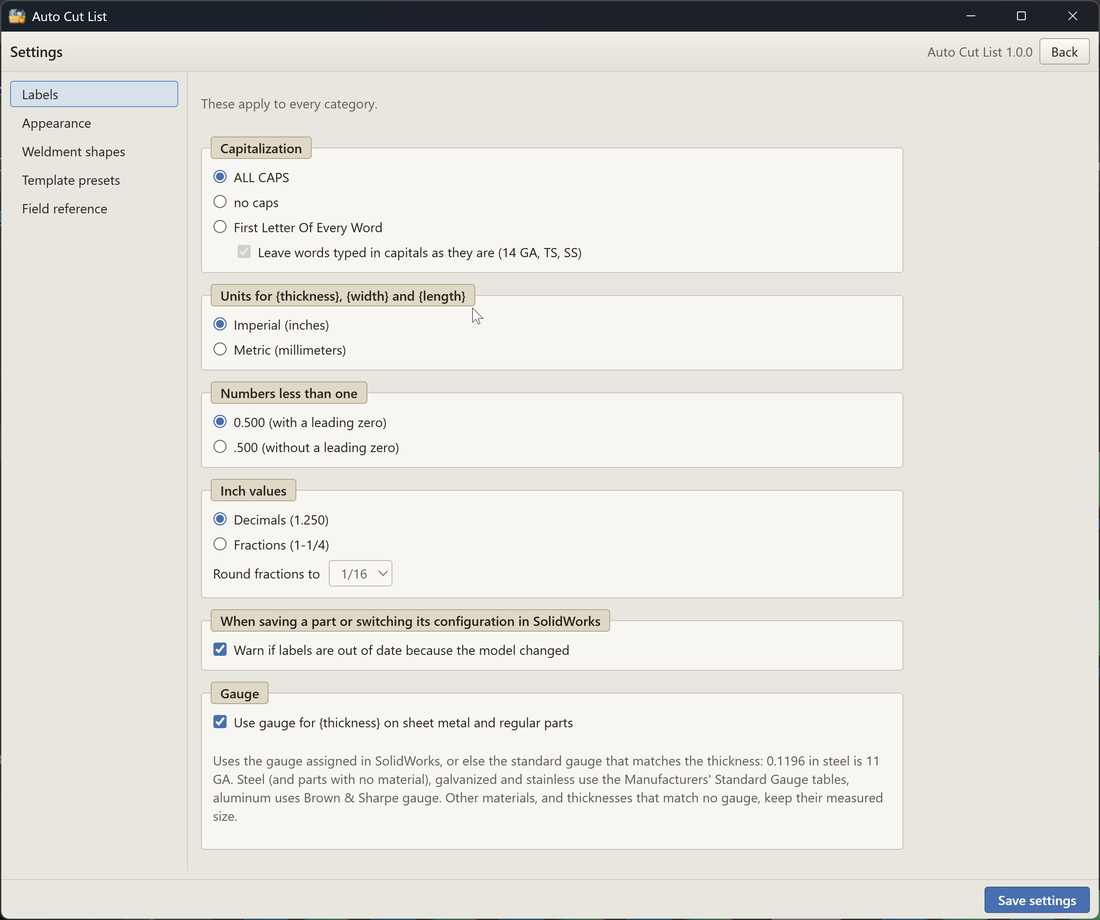 Auto Cut List
Settings
Auto Cut List 1.0.0
Back
Labels
Appearance
Weldment shapes
Template presets
Field reference
These apply to every category.
Capitalization
ALL CAPS
no caps
First Letter Of Every Word
Leave words typed in capitals as they are (14 GA, TS, SS)
Units for {thickness}, {width} and {length}
Imperial (inches)
Metric (millimeters)
Numbers less than one
0.500 (with a leading zero)
.500 (without a leading zero)
Inch values
Decimals (1.250)
Fractions (1-1/4)
Round fractions to 1/16
When saving a part or switching its configuration in SolidWorks
Warn if labels are out of date because the model changed
Gauge
Use gauge for {thickness} on sheet metal and regular parts
Uses the gauge assigned in SolidWorks, or else the standard gauge that matches the thickness: 0.1196 in steel is 11
GA. Steel (and parts with no material), galvanized and stainless use the Manufacturers' Standard Gauge tables,
aluminum uses Brown & Sharpe gauge. Other materials, and thicknesses that match no gauge, keep their measured
size.
Save settings